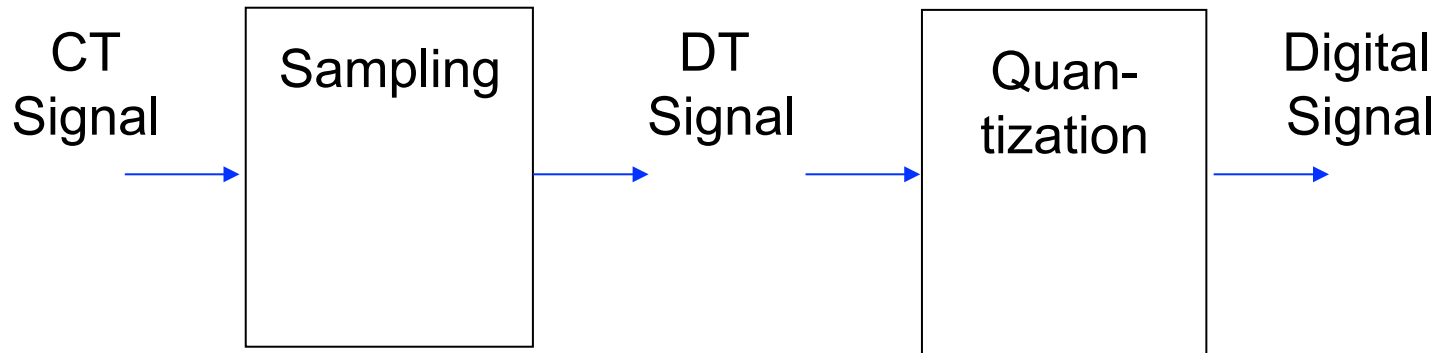 CT
Signal
Sampling
DT
Signal
Quan-
tization
Digital
Signal